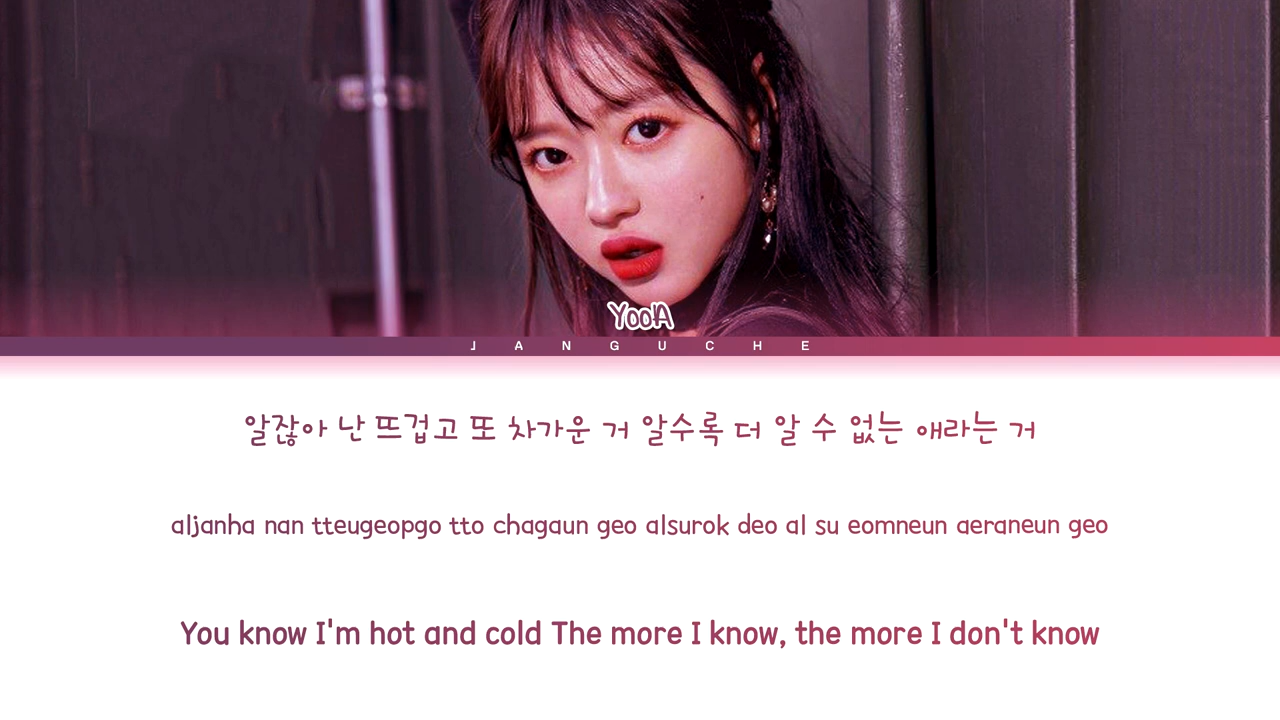 YooA
JANGUCHE
알잖아 난 뜨겁고 또 차가운 거 알수록 더 알 수 없는 애라는 거
aljanha nan tteugeopgo tto chagaun geo alsurok deo al su eomneun aeraneun geo
You know I'm hot and cold The more I know, the more I don't know